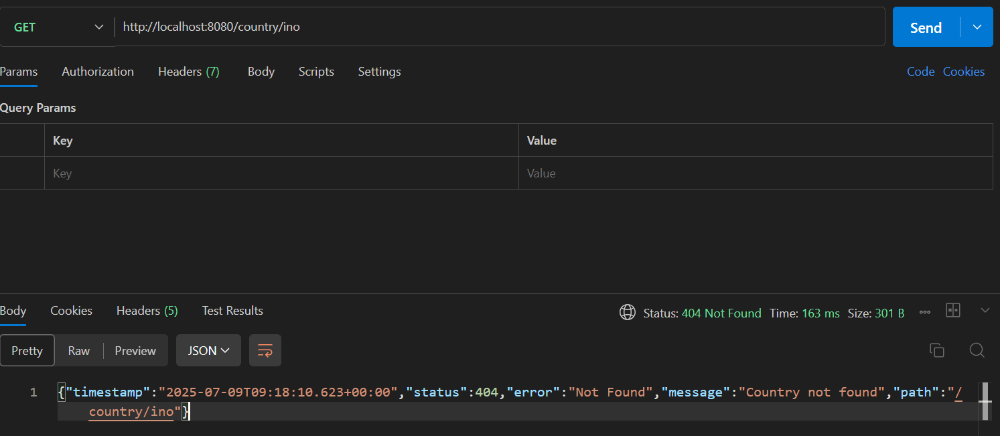 GET http://localhost:8080/country/ino Send
Params Authorization Headers (7) Body Scripts Settings Code Cookies
Query Params
Key Value
Key Value
Body Cookies Headers (5) Test Results Status: 404 Not Found Time: 163 ms Size: 301 B
Pretty Raw Preview JSON
1 {"timestamp":"2025-07-09T09:18:10.623+00:00","status":404,"error":"Not Found","message":"Country not found","path":"/
country/ino"}